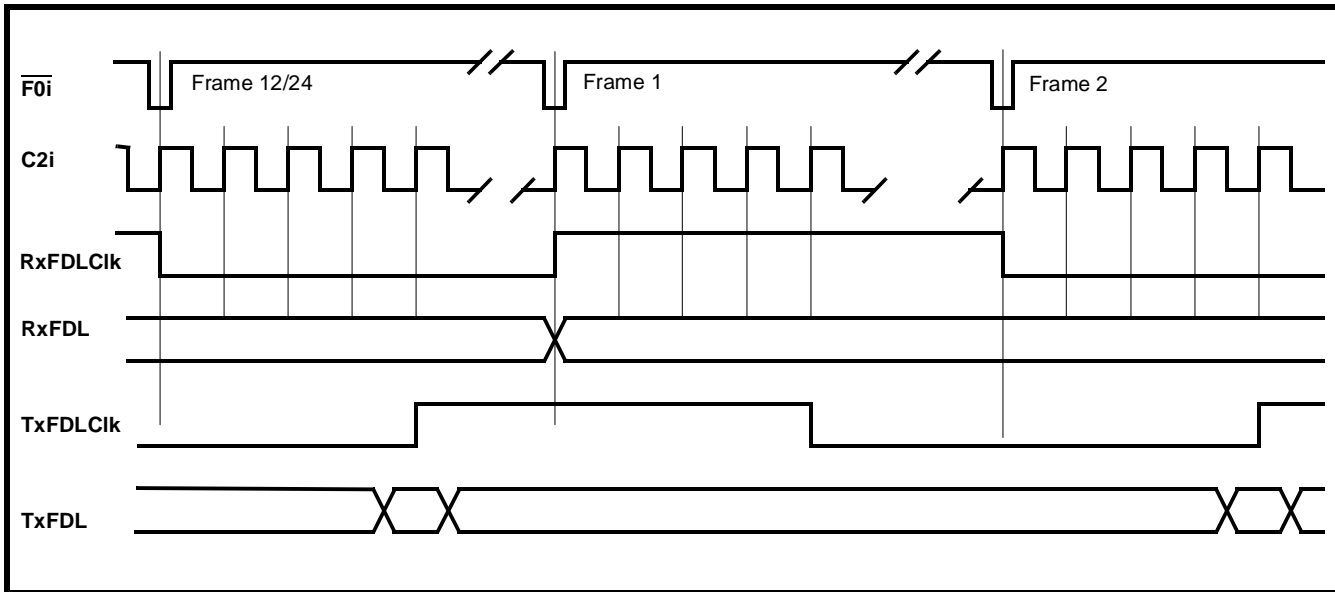 F0i
Frame 12/24
Frame 1
Frame 2
C2i
RxFDLClk
RxFDL
TxFDLClk
TxFDL